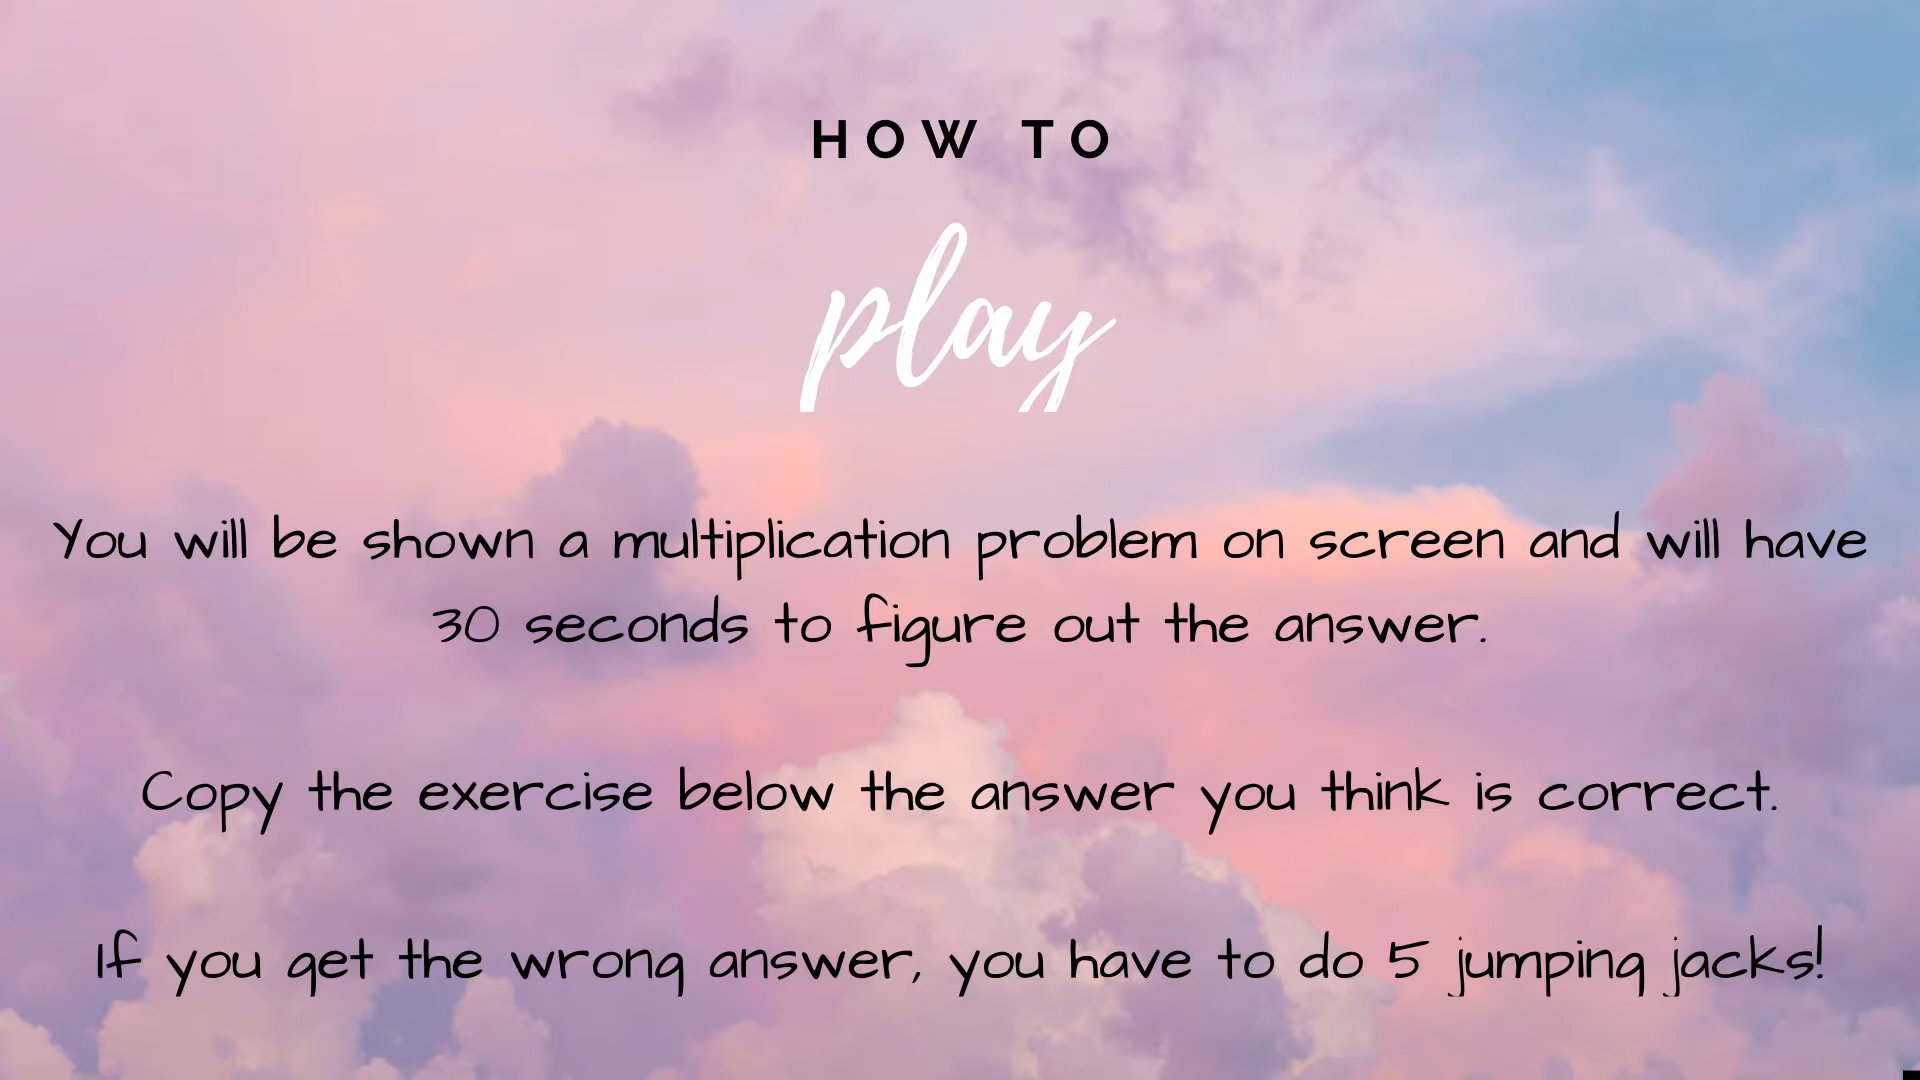 HOW TO
play
You will be shown a multiplication problem on screen and will have
30 seconds to figure out the answer.
Copy the exercise below the answer you think is correct.
If you get the wrong answer, you have to do 5 jumping jacks!